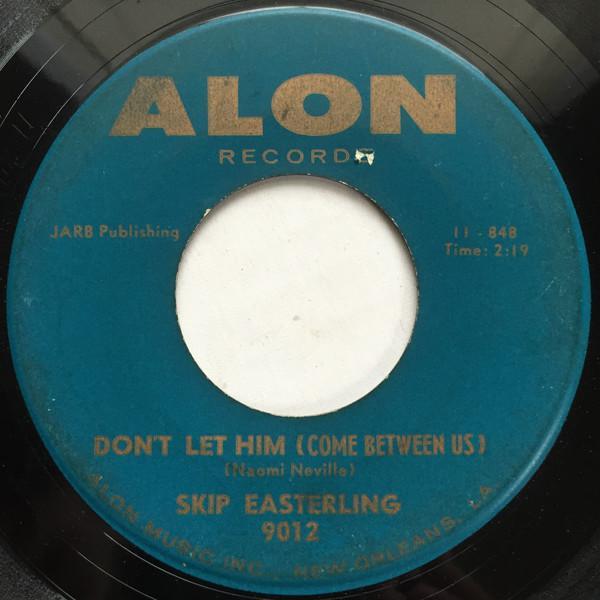 ALON
RECORD
JARB Publishing
11 - 848
Time: 2:19
DON'T LET HIM (COME BETWEEN US)
(Naomi Neville)
SKIP EASTERLING
9012
ALON MUSIC INC., NEW ORLEANS, LA.